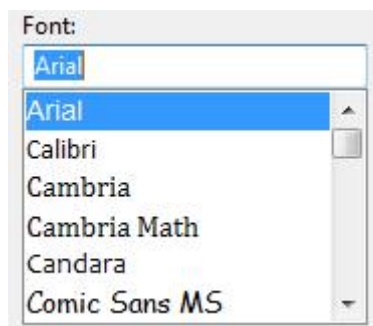 Font:
Arial
Arial
Calibri
Cambria
Cambria Math
Candara
Comic Sans MS